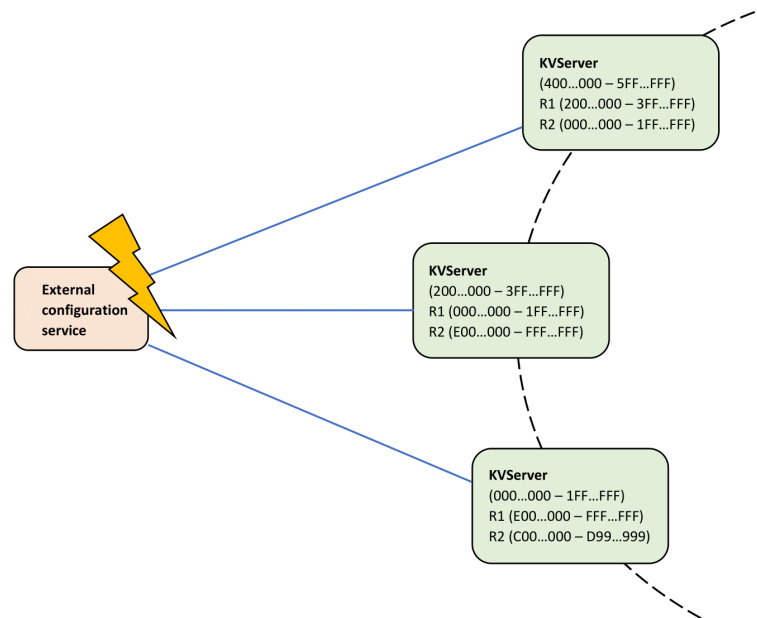 KVServer
(400...000 – 5FF...FFF)
R1 (200...000 – 3FF...FFF)
R2 (000...000 – 1FF...FFF)
External
configuration
service
KVServer
(200...000 – 3FF...FFF)
R1 (000...000 – 1FF...FFF)
R2 (E00...000 – FFF...FFF)
KVServer
(000...000 – 1FF...FFF)
R1 (E00...000 – FFF...FFF)
R2 (C00...000 – D99...999)